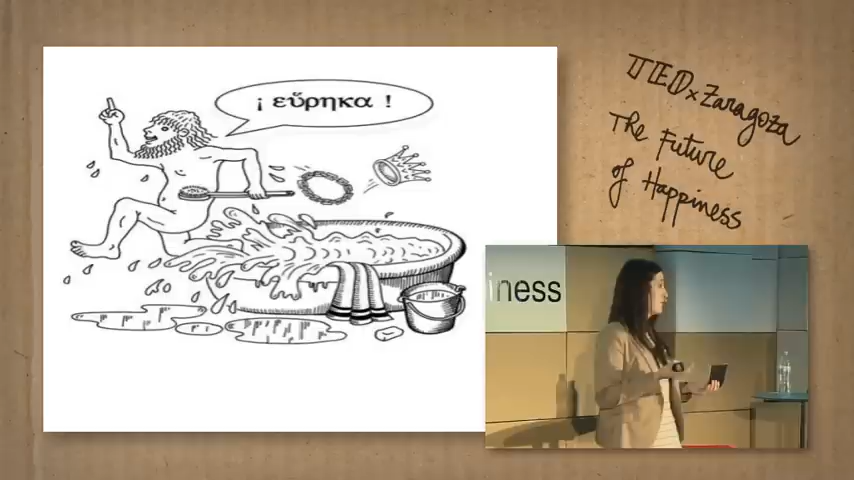 ¡ εὕρηκα !
TEDxZaragoza
The Future
of Happiness
iness